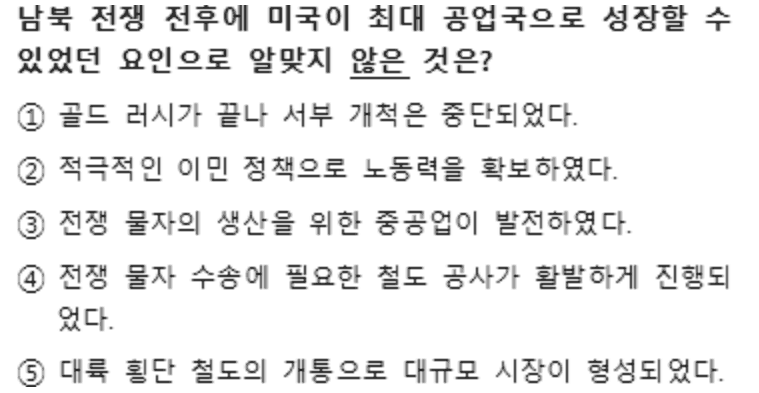 남북 전쟁 전후에 미국이 최대 공업국으로 성장할 수
있었던 요인으로 알맞지 않은 것은?
① 골드 러시가 끝나 서부 개척은 중단되었다.
② 적극적인 이민 정책으로 노동력을 확보하였다.
③ 전쟁 물자의 생산을 위한 중공업이 발전하였다.
④ 전쟁 물자 수송에 필요한 철도 공사가 활발하게 진행되
었다.
⑤ 대륙 횡단 철도의 개통으로 대규모 시장이 형성되었다.